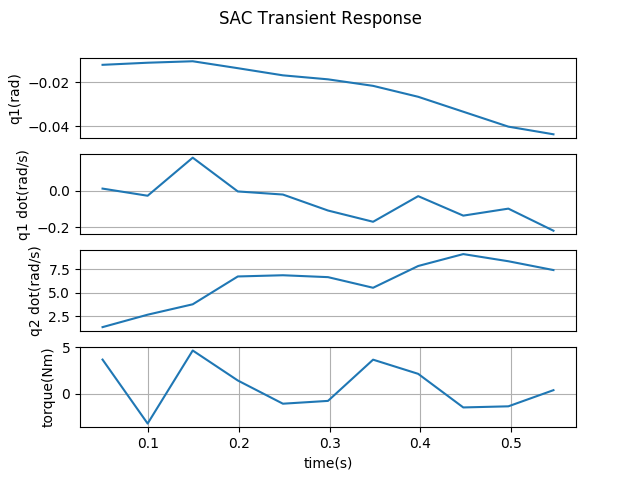 SAC Transient Response
−0.02
−0.04
q1(rad)
0.0
−0.2
q1 dot(rad/s)
7.5
5.0
2.5
q2 dot(rad/s)
5
0
torque(Nm)
0.1 0.2 0.3 0.4 0.5
time(s)